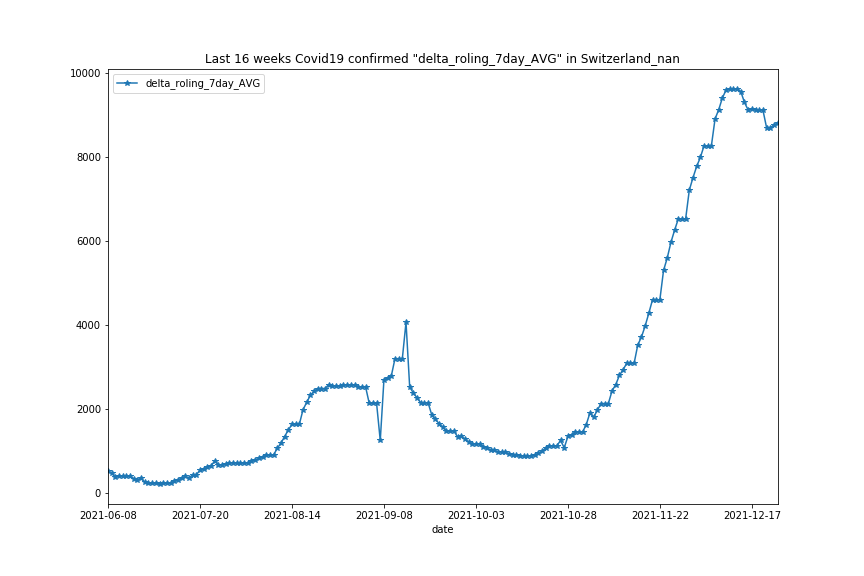 Last 16 weeks Covid19 confirmed "delta_roling_7day_AVG" in Switzerland_nan
delta_roling_7day_AVG
10000
8000
6000
4000
2000
0
2021-06-08 2021-07-20 2021-08-14 2021-09-08 2021-10-03 2021-10-28 2021-11-22 2021-12-17
date